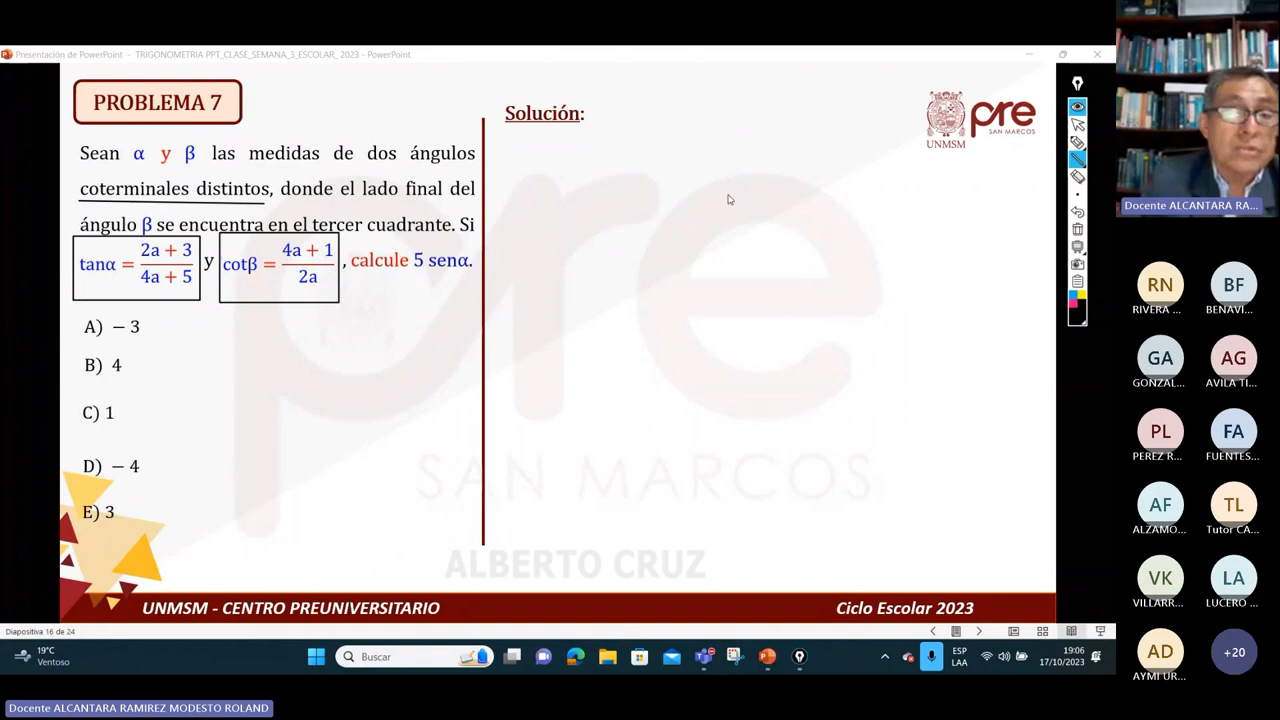 Presentación de PowerPoint - TRIGONOMETRIA PPT_CLASE_SEMANA_3_ESCOLAR_ 2023 - PowerPoint
PROBLEMA 7
Sean α y β las medidas de dos ángulos
coterminales distintos, donde el lado final del
ángulo β se encuentra en el tercer cuadrante. Si
tanα = (2a + 3)/(4a + 5) y cotβ = (4a + 1)/(2a), calcule 5 senα.
A) − 3
B) 4
C) 1
D) − 4
E) 3
Solución:
UNMSM
pre
SAN MARCOS
pre
SAN MARCOS
ALBERTO CRUZ
UNMSM - CENTRO PREUNIVERSITARIO
Ciclo Escolar 2023
Diapositiva 16 de 24
19°C
Ventoso
Buscar
ESP
LAA
19:06
17/10/2023
Docente ALCANTARA RAMIREZ MODESTO ROLAND
Docente ALCANTARA RA...
RN
RIVERA ...
BF
BENAVI...
GA
GONZAL...
AG
AVILA TI...
PL
PEREZ R...
FA
FUENTES...
AF
ALZAMO...
TL
Tutor CA...
VK
VILLARR...
LA
LUCERO ...
AD
AYMI UR...
+20